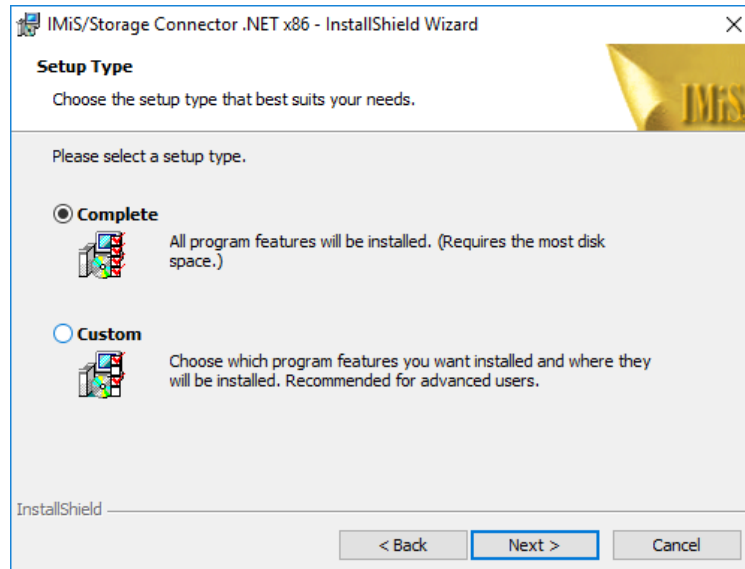 IMiS/Storage Connector .NET x86 - InstallShield Wizard
Setup Type
Choose the setup type that best suits your needs.
IMiS
Please select a setup type.
Complete
All program features will be installed. (Requires the most disk
space.)
Custom
Choose which program features you want installed and where they
will be installed. Recommended for advanced users.
InstallShield
< Back
Next >
Cancel